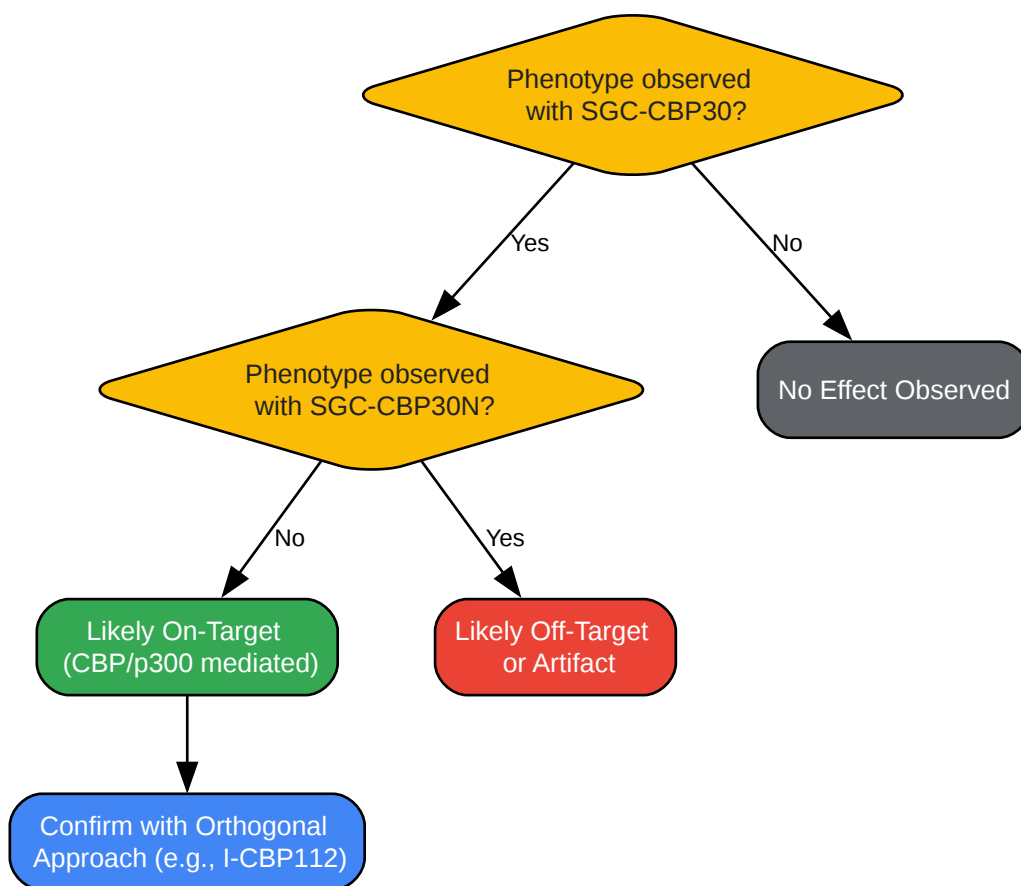 Phenotype observed
with SGC-CBP30?
Yes
No
Phenotype observed
with SGC-CBP30N?
No Effect Observed
No
Yes
Likely On-Target
(CBP/p300 mediated)
Likely Off-Target
or Artifact
Confirm with Orthogonal
Approach (e.g., I-CBP112)